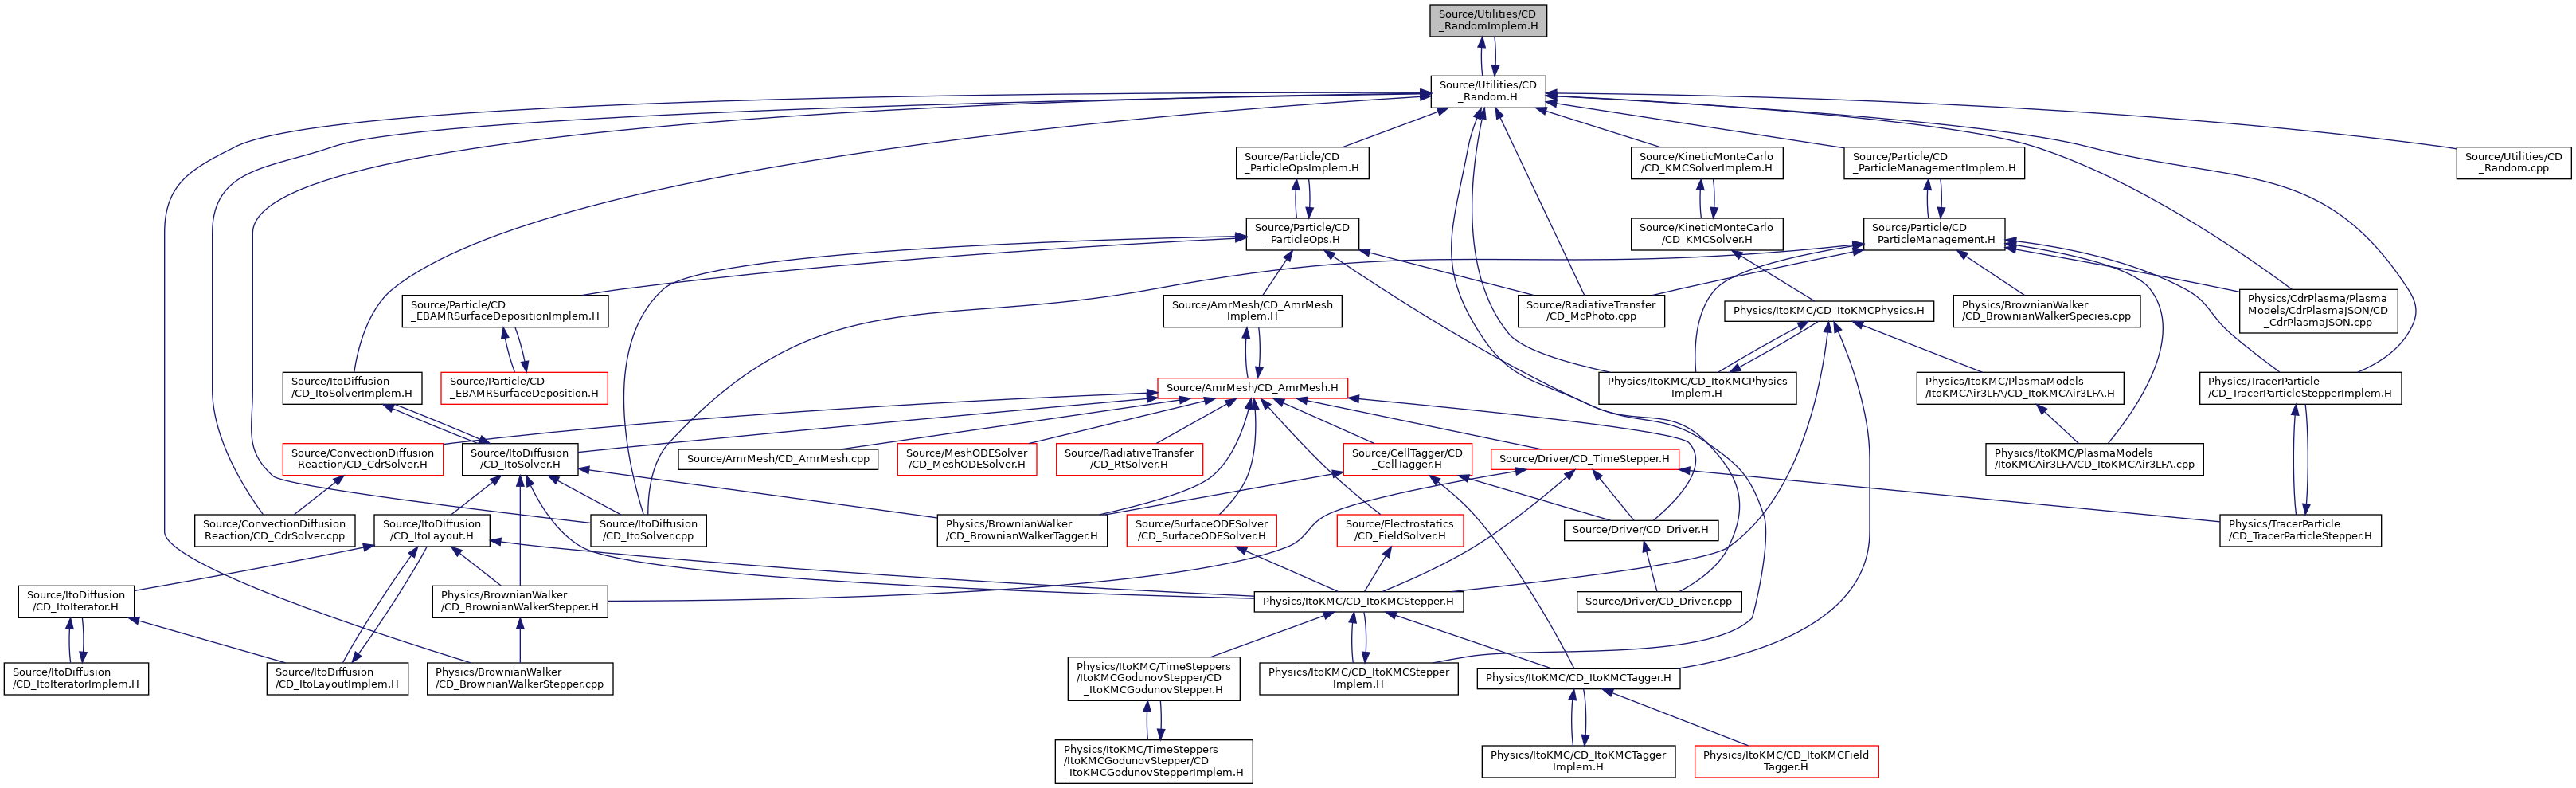 Source/Utilities/CD
_RandomImplem.H
Source/Utilities/CD
_Random.H
Source/Particle/CD
_ParticleOpsImplem.H
Source/KineticMonteCarlo
/CD_KMCSolverImplem.H
Source/Particle/CD
_ParticleManagementImplem.H
Source/Utilities/CD
_Random.cpp
Source/Particle/CD
_ParticleOps.H
Source/KineticMonteCarlo
/CD_KMCSolver.H
Source/Particle/CD
_ParticleManagement.H
Source/Particle/CD
_EBAMRSurfaceDepositionImplem.H
Source/AmrMesh/CD_AmrMesh
Implem.H
Source/RadiativeTransfer
/CD_McPhoto.cpp
Physics/ItoKMC/CD_ItoKMCPhysics.H
Physics/BrownianWalker
/CD_BrownianWalkerSpecies.cpp
Physics/CdrPlasma/Plasma
Models/CdrPlasmaJSON/CD
_CdrPlasmaJSON.cpp
Source/ItoDiffusion
/CD_ItoSolverImplem.H
Source/Particle/CD
_EBAMRSurfaceDeposition.H
Source/AmrMesh/CD_AmrMesh.H
Physics/ItoKMC/CD_ItoKMCPhysics
Implem.H
Physics/ItoKMC/PlasmaModels
/ItoKMCAir3LFA/CD_ItoKMCAir3LFA.H
Physics/TracerParticle
/CD_TracerParticleStepperImplem.H
Source/ConvectionDiffusion
Reaction/CD_CdrSolver.H
Source/ItoDiffusion
/CD_ItoSolver.H
Source/AmrMesh/CD_AmrMesh.cpp
Source/MeshODESolver
/CD_MeshODESolver.H
Source/RadiativeTransfer
/CD_RtSolver.H
Source/CellTagger/CD
_CellTagger.H
Source/Driver/CD_TimeStepper.H
Physics/ItoKMC/PlasmaModels
/ItoKMCAir3LFA/CD_ItoKMCAir3LFA.cpp
Source/ConvectionDiffusion
Reaction/CD_CdrSolver.cpp
Source/ItoDiffusion
/CD_ItoLayout.H
Source/ItoDiffusion
/CD_ItoSolver.cpp
Physics/BrownianWalker
/CD_BrownianWalkerTagger.H
Source/SurfaceODESolver
/CD_SurfaceODESolver.H
Source/Electrostatics
/CD_FieldSolver.H
Source/Driver/CD_Driver.H
Physics/TracerParticle
/CD_TracerParticleStepper.H
Source/ItoDiffusion
/CD_ItoIterator.H
Physics/BrownianWalker
/CD_BrownianWalkerStepper.H
Physics/ItoKMC/CD_ItoKMCStepper.H
Source/Driver/CD_Driver.cpp
Source/ItoDiffusion
/CD_ItoIteratorImplem.H
Source/ItoDiffusion
/CD_ItoLayoutImplem.H
Physics/BrownianWalker
/CD_BrownianWalkerStepper.cpp
Physics/ItoKMC/TimeSteppers
/ItoKMCGodunovStepper/CD
_ItoKMCGodunovStepper.H
Physics/ItoKMC/CD_ItoKMCStepper
Implem.H
Physics/ItoKMC/CD_ItoKMCTagger.H
Physics/ItoKMC/TimeSteppers
/ItoKMCGodunovStepper/CD
_ItoKMCGodunovStepperImplem.H
Physics/ItoKMC/CD_ItoKMCTagger
Implem.H
Physics/ItoKMC/CD_ItoKMCField
Tagger.H